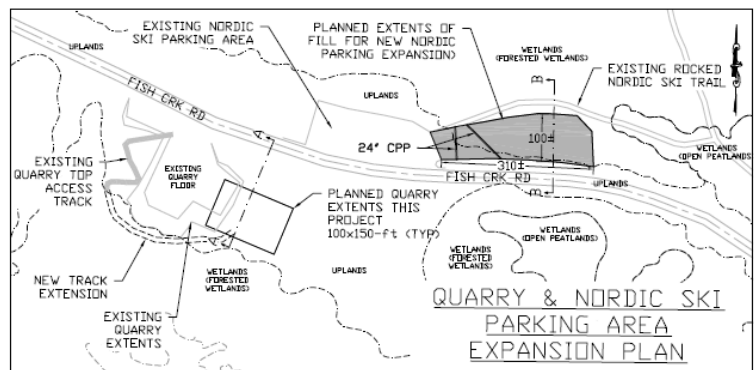 EXISTING NORDIC
SKI PARKING AREA
PLANNED EXTENTS OF
FILL FOR NEW NORDIC
PARKING EXPANSION)
WETLANDS
(FORESTED WETLANDS)
EXISTING ROCKED
NORDIC SKI TRAIL
UPLANDS
FISH CRK RD
UPLANDS
A
24" CPP
B
100±
310±
WETLANDS
(OPEN PEATLANDS)
EXISTING
QUARRY TOP
ACCESS
TRACK
EXISTING
QUARRY
FLOOR
FISH CRK RD
B
UPLANDS
PLANNED QUARRY
EXTENTS THIS
PROJECT
100x150-ft (TYP)
A
WETLANDS
(OPEN PEATLANDS)
WETLANDS
(FORESTED
WETLANDS)
NEW TRACK
EXTENSION
WETLANDS
(FORESTED
WETLANDS)
UPLANDS
EXISTING
QUARRY
EXTENTS
QUARRY & NORDIC SKI
PARKING AREA
EXPANSION PLAN